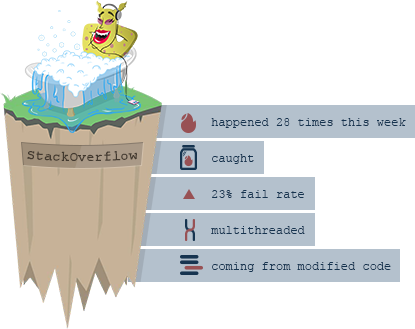 happened 28 times this week
caught
StackOverflow
23% fail rate
multithreaded
coming from modified code